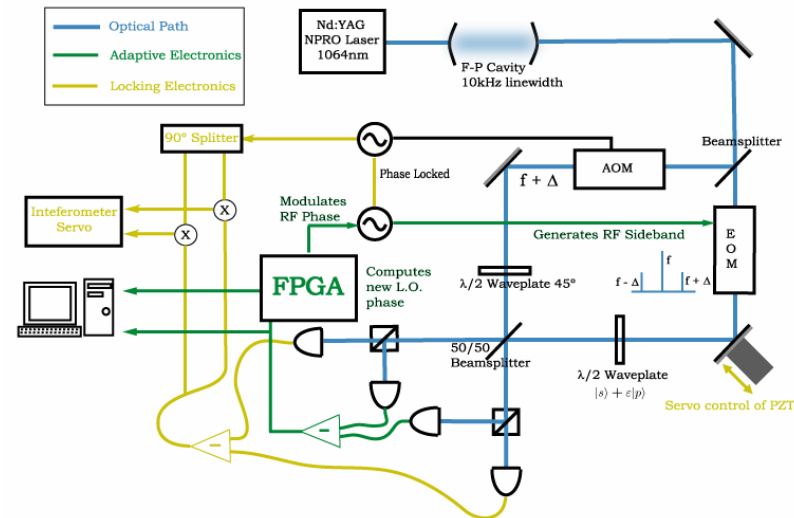 Optical Path
Adaptive Electronics
Locking Electronics
Nd:YAG
NPRO Laser
1064nm
F-P Cavity
10kHz linewidth
90° Splitter
Beamsplitter
AOM
f + Δ
Phase Locked
Modulates
RF Phase
Inteferometer
Servo
X
X
Generates RF Sideband
E
O
M
f
f - Δ
f + Δ
FPGA
Computes
new L.O.
phase
λ/2 Waveplate 45°
50/50
Beamsplitter
λ/2 Waveplate
|s⟩ + ε|p⟩
Servo control of PZT
-
-